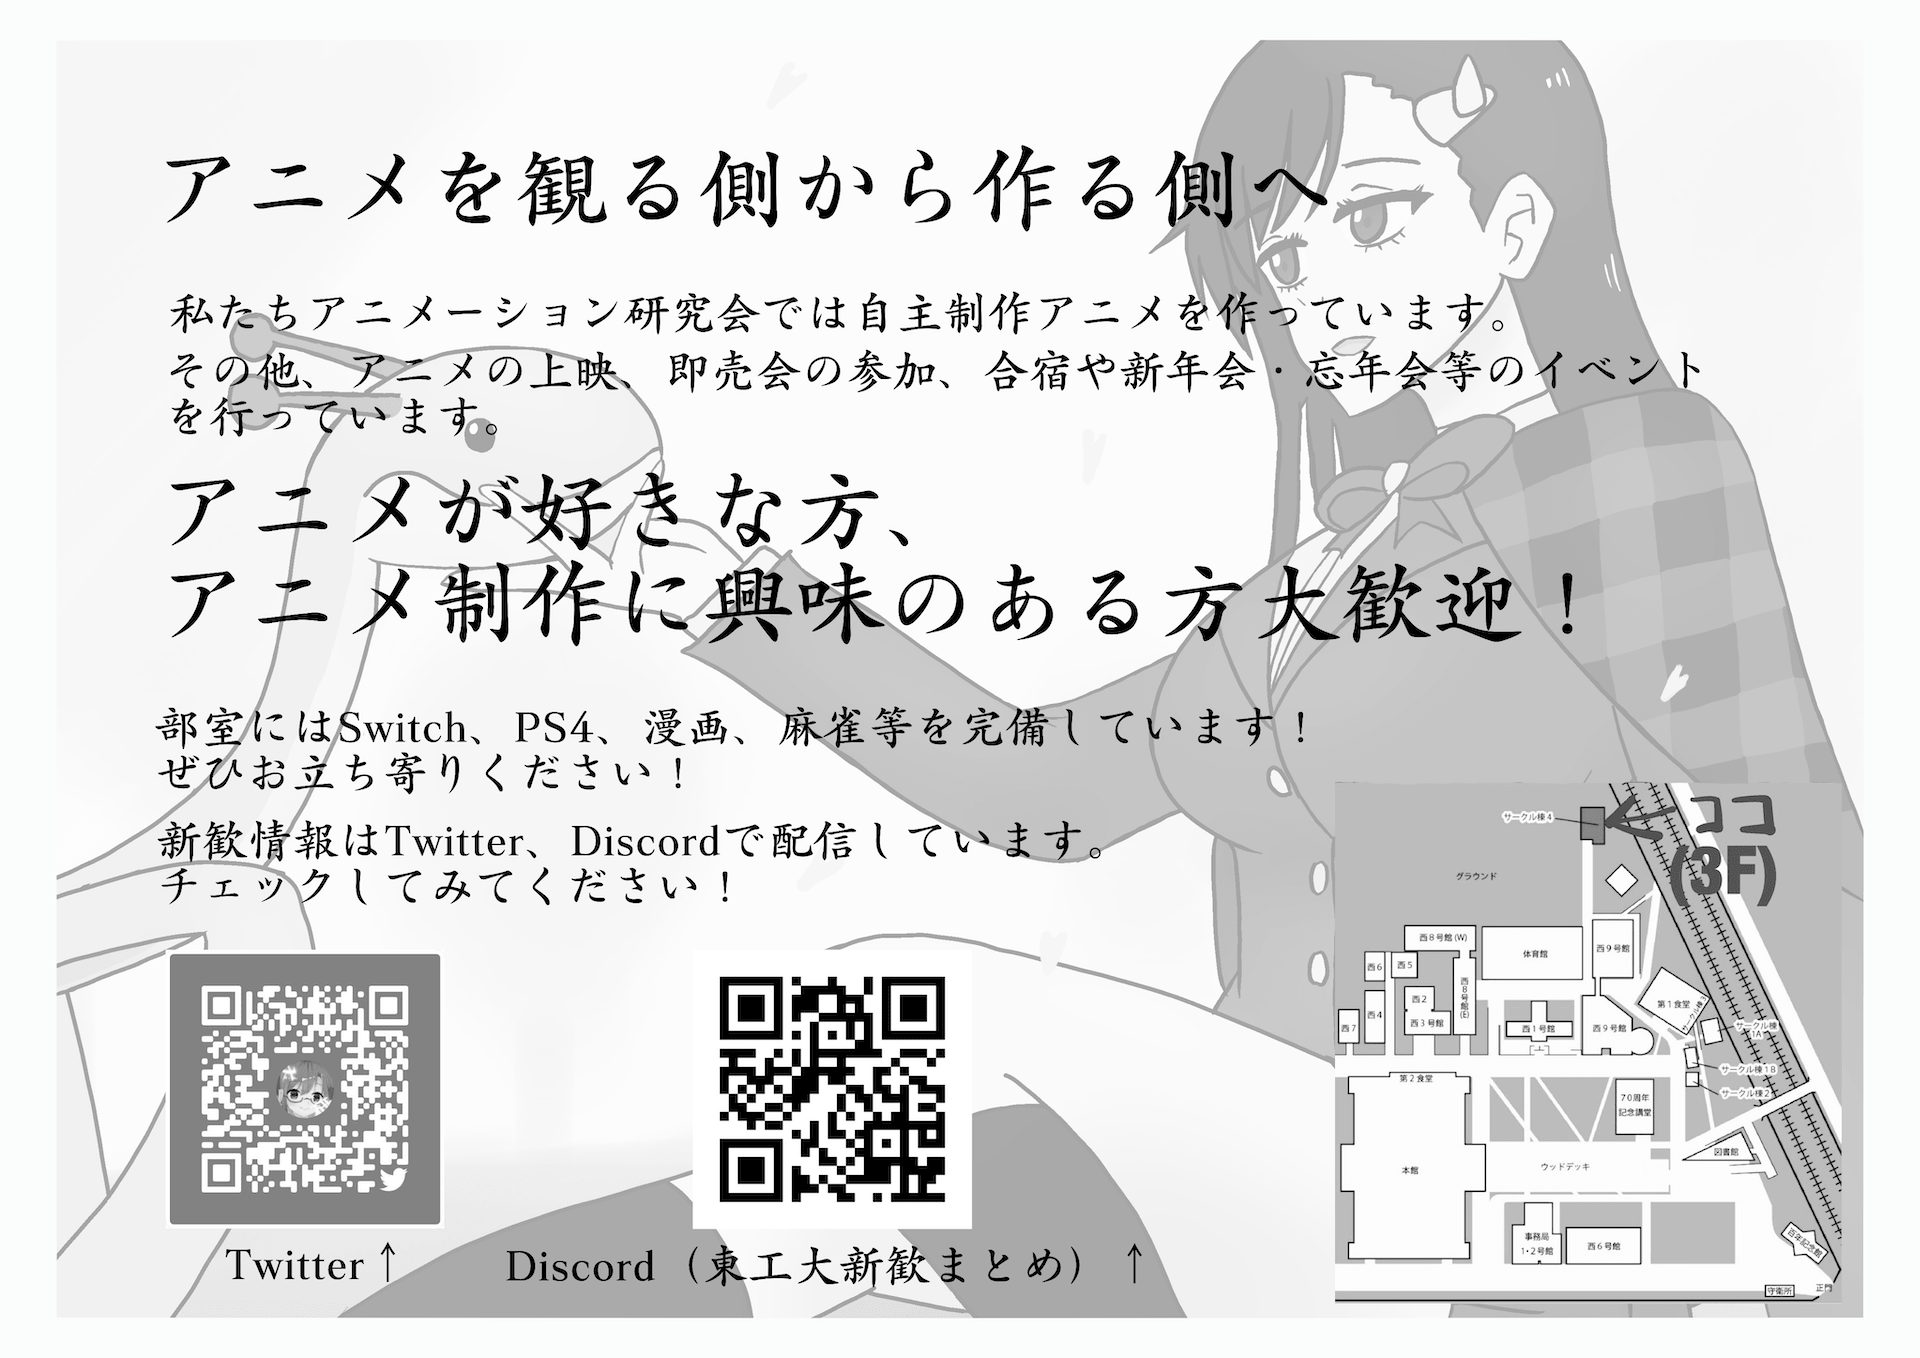 アニメを観る側から作る側へ
私たちアニメーション研究会では自主制作アニメを作っています。
その他、アニメの上映、即売会の参加、合宿や新年会・忘年会等のイベント
を行っています。
アニメが好きな方、
アニメ制作に興味のある方大歓迎！
部室にはSwitch、PS4、漫画、麻雀等を完備しています！
ぜひお立ち寄りください！
新歓情報はTwitter、Discordで配信しています。
チェックしてみてください！
Twitter↑
Discord（東工大新歓まとめ）↑
サークル棟4
ココ
(3F)
グラウンド
西8号館(W)
体育館
西9号館
西6
西5
西8号館(E)
西2
西4
西3号館
西7
西1号館
西9号館
第1食堂
サークル棟3
サークル棟1A
サークル棟1B
サークル棟2
第2食堂
70周年
記念講堂
図書館
本館
ウッドデッキ
事務局
1・2号館
西6号館
百年記念館
守衛所
正門